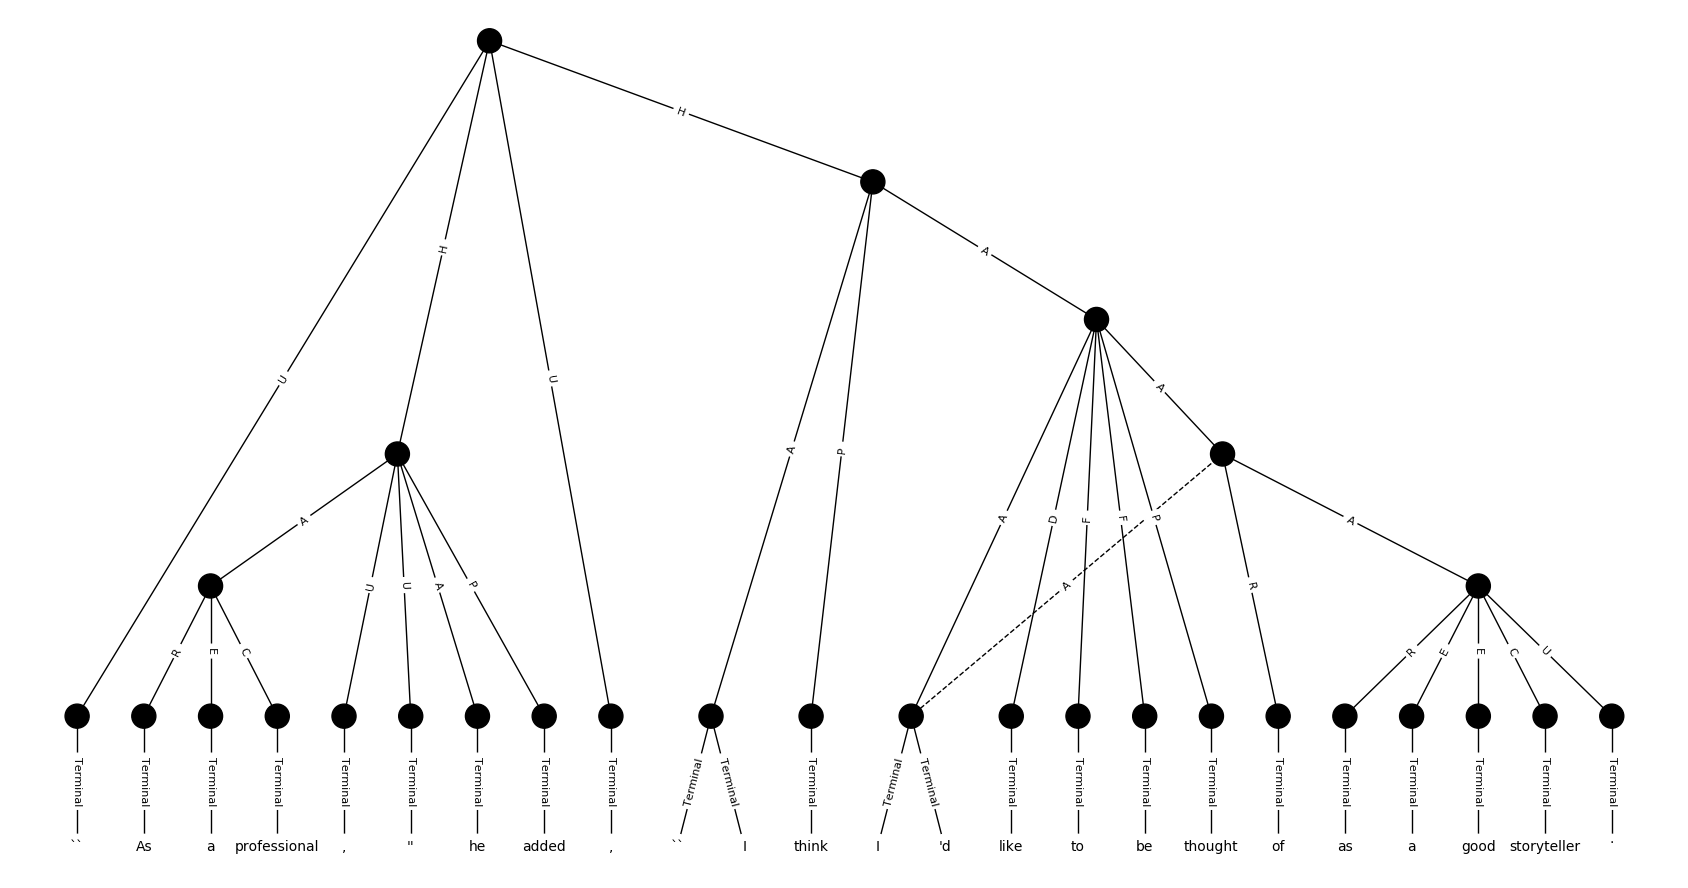 H
A
H
A
U
U
A
P
A
A
D
F
F
P
A
A
U
U
A
P
A
R
R
E
C
R
E
E
C
U
Terminal Terminal Terminal Terminal Terminal Terminal Terminal Terminal Terminal Terminal Terminal Terminal Terminal Terminal Terminal Terminal Terminal Terminal Terminal Terminal Terminal Terminal Terminal Terminal
`` As a professional , " he added , `` I think I 'd like to be thought of as a good storyteller .